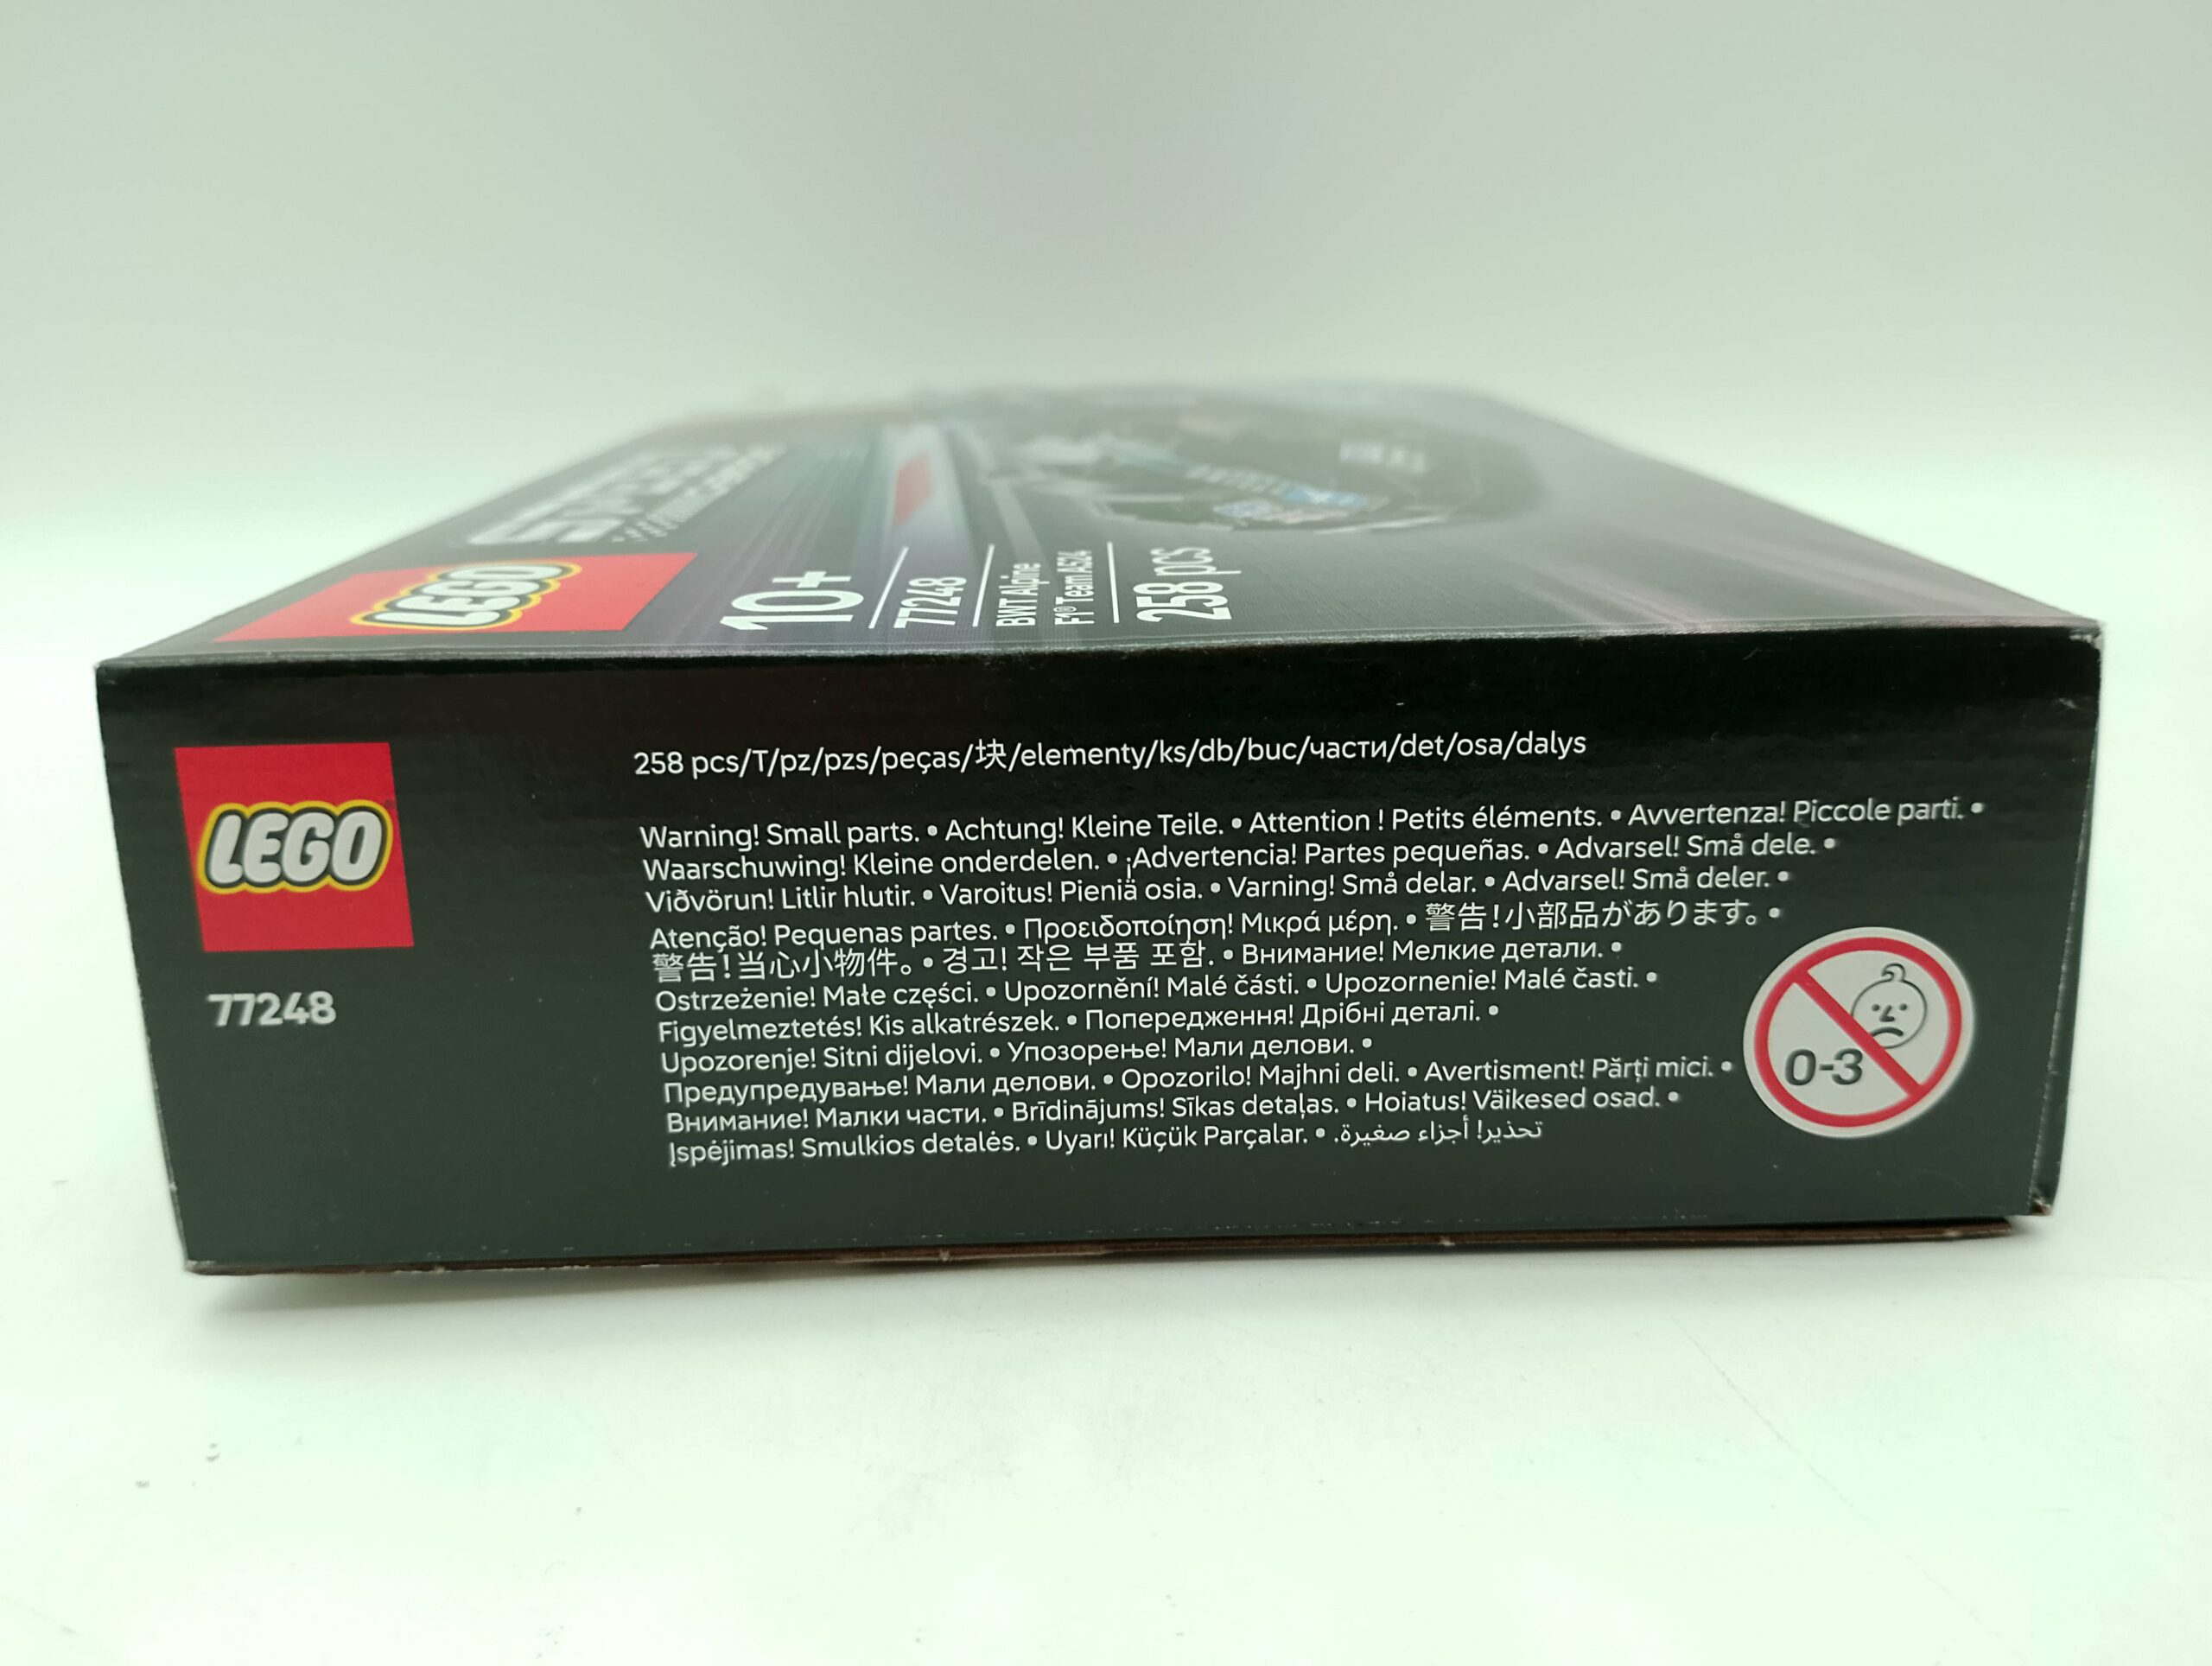 SPEED
CHAMPIONS
LEGO
10+
77248
BWT Alpine
F1® Team A524
258 pcs
LEGO
77248
258 pcs/T/pz/pzs/peças/块/elementy/ks/db/buc/части/det/osa/dalys
Warning! Small parts. • Achtung! Kleine Teile. • Attention ! Petits éléments. • Avvertenza! Piccole parti. •
Waarschuwing! Kleine onderdelen. • ¡Advertencia! Partes pequeñas. • Advarsel! Små dele. •
Viðvörun! Litlir hlutir. • Varoitus! Pieniä osia. • Varning! Små delar. • Advarsel! Små deler. •
Atenção! Pequenas partes. • Προειδοποίηση! Μικρά μέρη. • 警告!小部品があります。 •
警告!当心小物件。 • 경고! 작은 부품 포함. • Внимание! Мелкие детали. •
Ostrzeżenie! Małe części. • Upozornění! Malé části. • Upozornenie! Malé časti. •
Figyelmeztetés! Kis alkatrészek. • Попередження! Дрібні деталі. •
Upozorenje! Sitni dijelovi. • Упозорење! Мали делови. •
Предупредување! Мали делови. • Opozorilo! Majhni deli. • Avertisment! Părți mici. •
Внимание! Малки части. • Brīdinājums! Sīkas detaļas. • Hoiatus! Väikesed osad. •
Įspėjimas! Smulkios detalės. • Uyarı! Küçük Parçalar. • تحذير! أجزاء صغيرة.
0-3